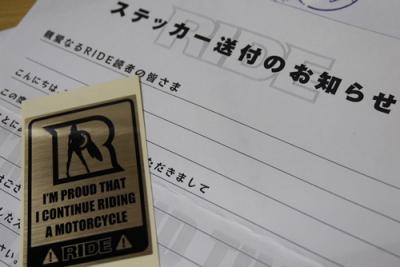 ステッカー送付のお知らせ
RIDE
親愛なるRIDE読者の皆さま
こんにちは
この
ただきまして
R
I'M PROUD THAT
I CONTINUE RIDING
A MOTORCYCLE
RIDE